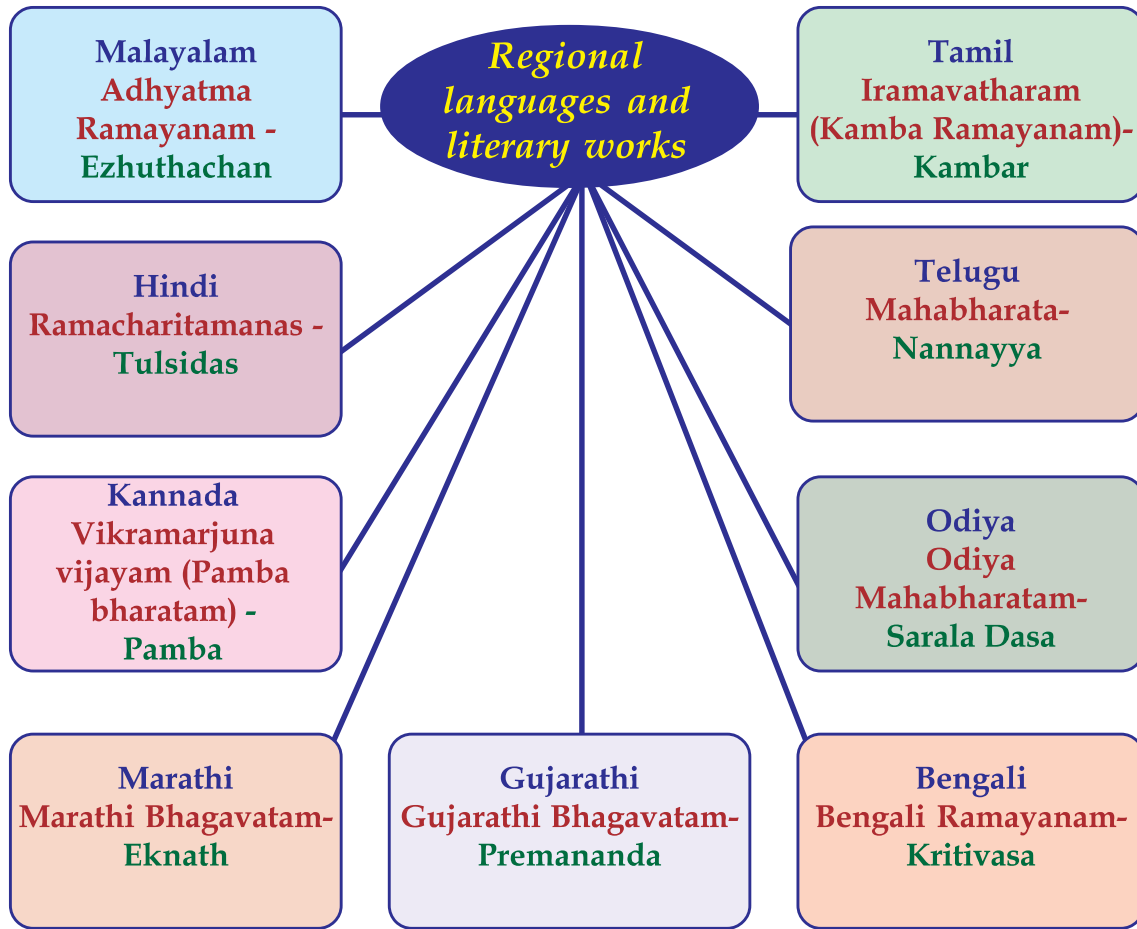 Regional
languages and
literary works
Malayalam
Adhyatma
Ramayanam -
Ezhuthachan
Tamil
Iramavatharam
(Kamba Ramayanam)-
Kambar
Hindi
Ramacharitamanas -
Tulsidas
Telugu
Mahabharata-
Nannayya
Kannada
Vikramarjuna
vijayam (Pamba
bharatam) -
Pamba
Odiya
Odiya
Mahabharatam-
Sarala Dasa
Marathi
Marathi Bhagavatam-
Eknath
Gujarathi
Gujarathi Bhagavatam-
Premananda
Bengali
Bengali Ramayanam-
Kritivasa